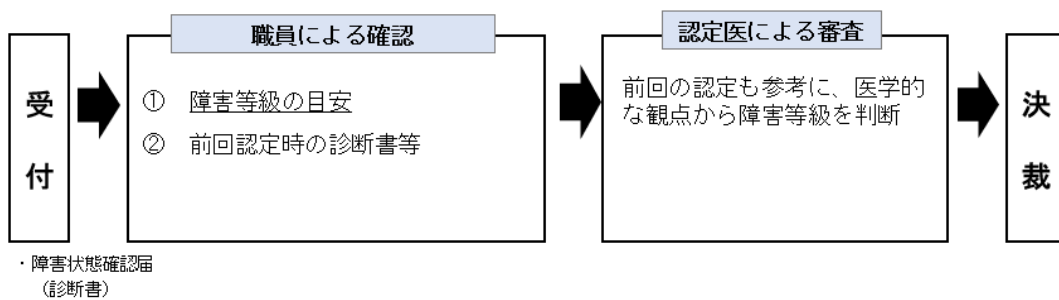 職員による確認
認定医による審査
受付
① 障害等級の目安
② 前回認定時の診断書等
前回の認定も参考に、医学的
な観点から障害等級を判断
決裁
・障害状態確認届
（診断書）